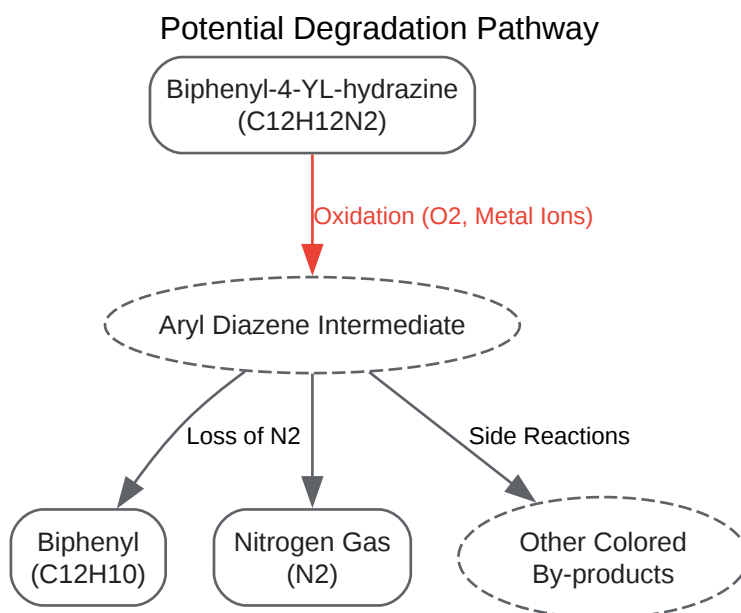 Potential Degradation Pathway
Biphenyl-4-YL-hydrazine
(C12H12N2)
Oxidation (O2, Metal Ions)
Aryl Diazene Intermediate
Loss of N2
Side Reactions
Biphenyl
(C12H10)
Nitrogen Gas
(N2)
Other Colored
By-products